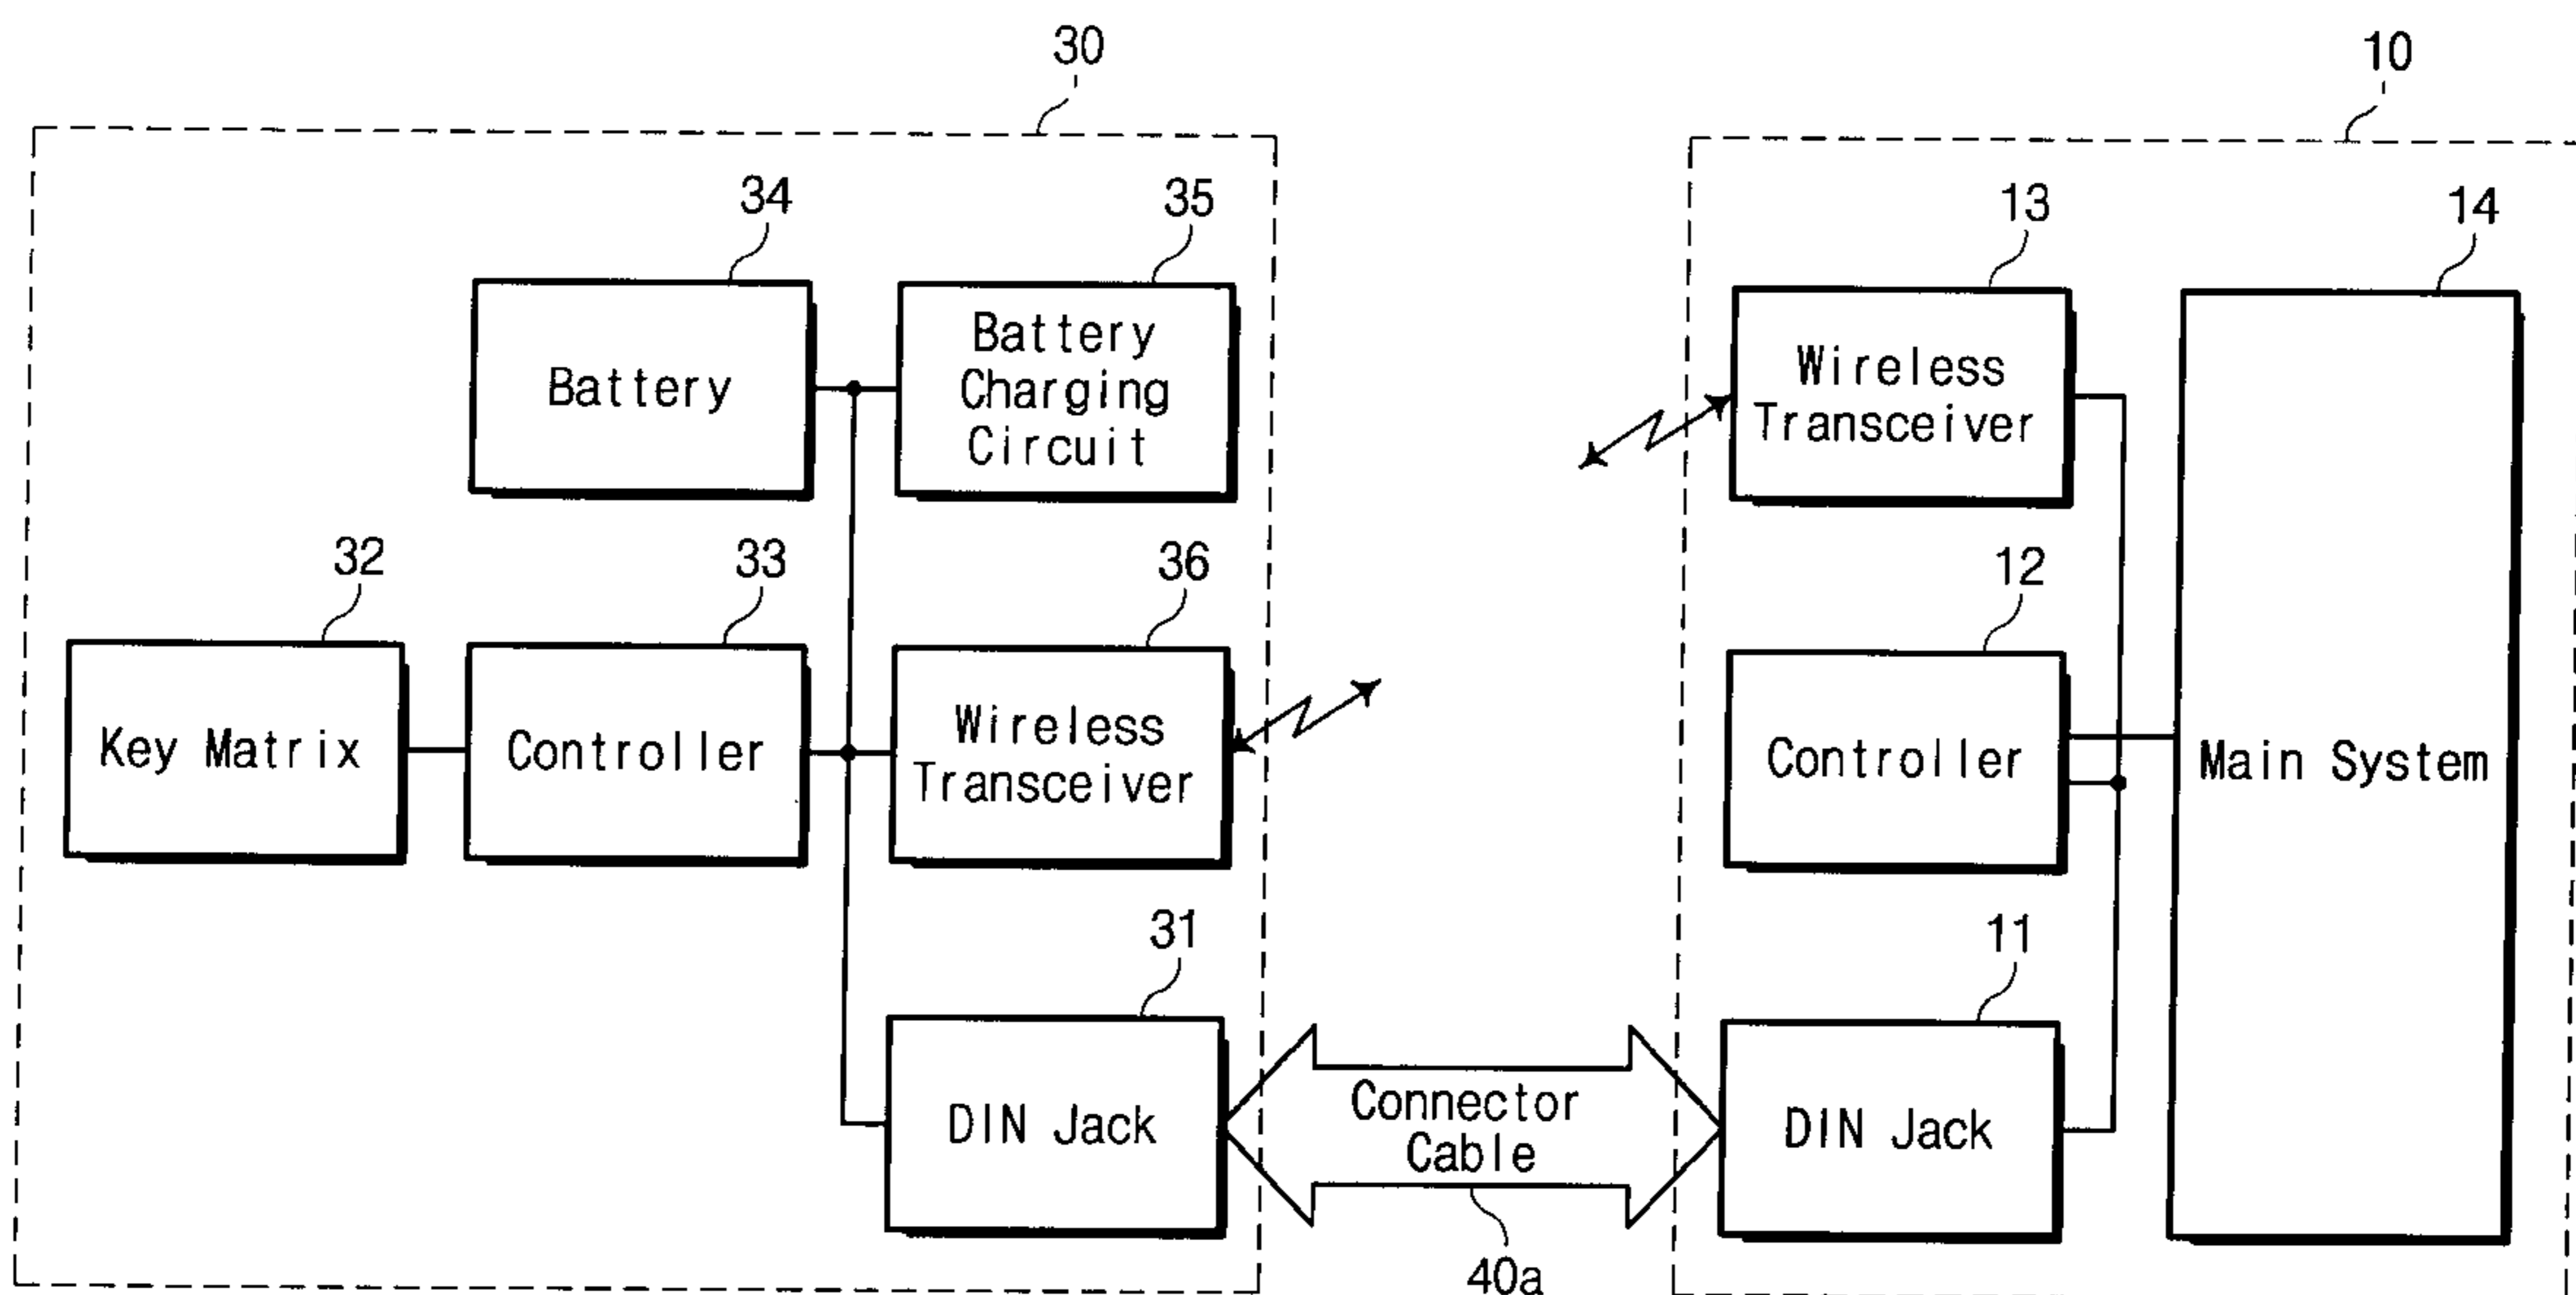 30
10
34
35
13
14
Battery
Battery
Charging
Circuit
Wireless
Transceiver
32
33
36
12
Key Matrix
Controller
Wireless
Transceiver
Controller
Main System
31
11
DIN Jack
Connector
Cable
DIN Jack
40a